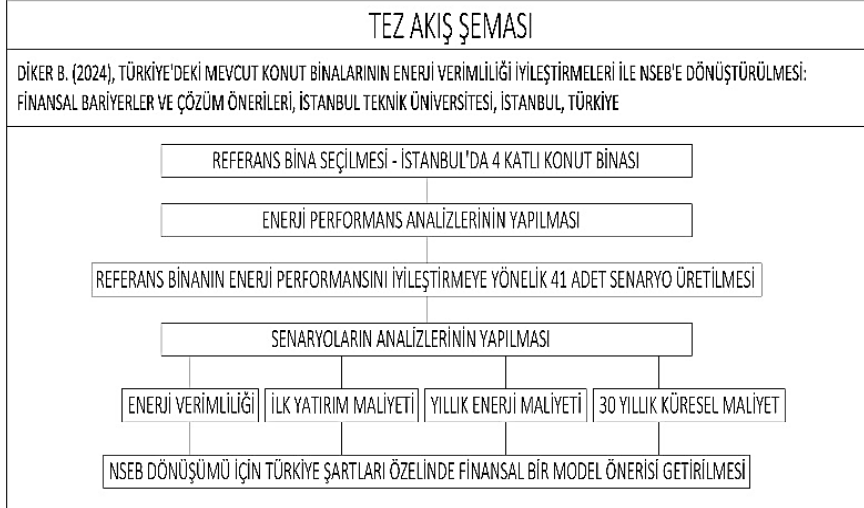 TEZ AKIŞ ŞEMASI
DİKER B. (2024), TÜRKİYE'DEKİ MEVCUT KONUT BİNALARININ ENERJİ VERİMLİLİĞİ İYİLEŞTİRMELERİ İLE NSEB'E DÖNÜŞTÜRÜLMESİ:
FİNANSAL BARİYERLER VE ÇÖZÜM ÖNERİLERİ, İSTANBUL TEKNİK ÜNİVERSİTESİ, İSTANBUL, TÜRKİYE
REFERANS BİNA SEÇİLMESİ - İSTANBUL'DA 4 KATLI KONUT BİNASI
ENERJİ PERFORMANS ANALİZLERİNİN YAPILMASI
REFERANS BİNANIN ENERJİ PERFORMANSINI İYİLEŞTİRMEYE YÖNELİK 41 ADET SENARYO ÜRETİLMESİ
SENARYOLARIN ANALİZLERİNİN YAPILMASI
ENERJİ VERİMLİLİĞİ
İLK YATIRIM MALİYETİ
YILLIK ENERJİ MALİYETİ
30 YILLIK KÜRESEL MALİYET
NSEB DÖNÜŞÜMÜ İÇİN TÜRKİYE ŞARTLARI ÖZELİNDE FİNANSAL BİR MODEL ÖNERİSİ GETİRİLMESİ